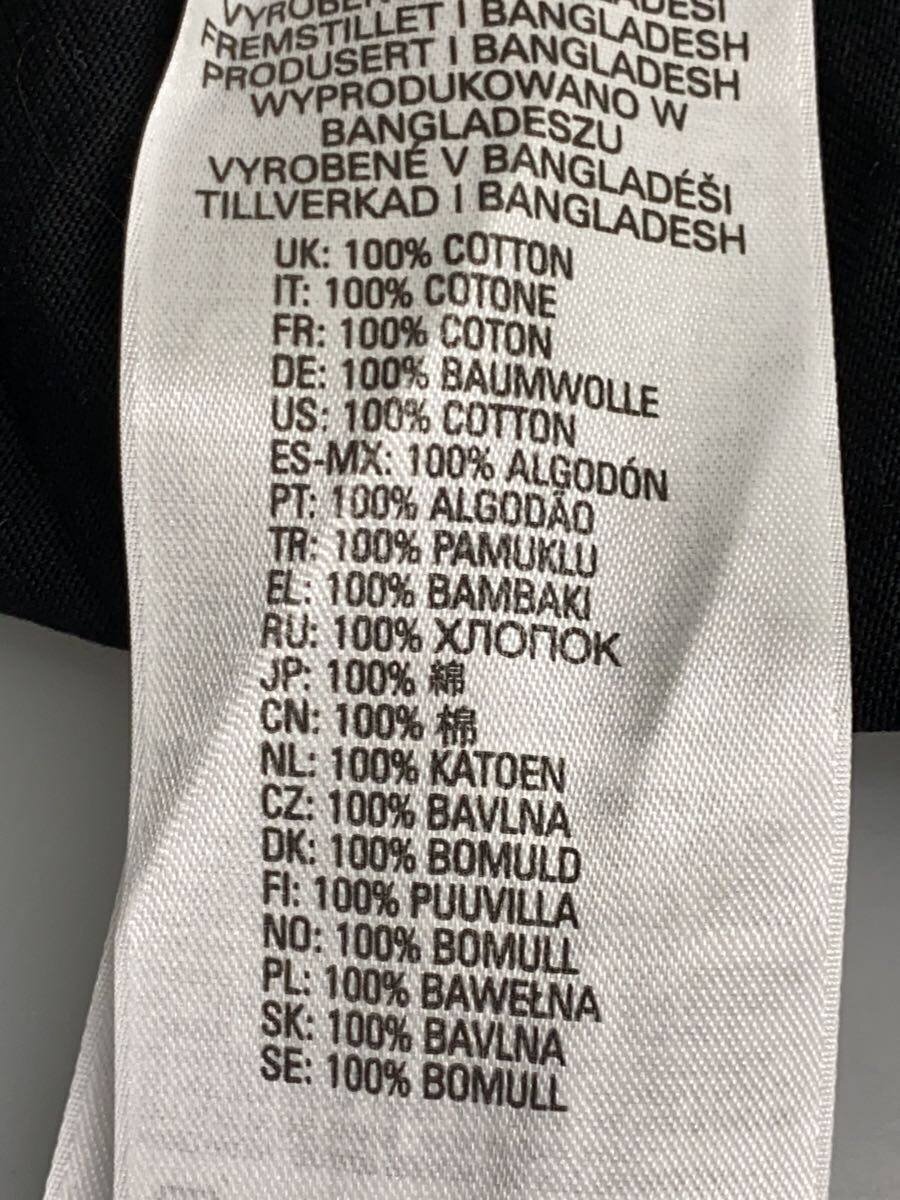 VYROBENO
FREMSTILLET I BANGLADESH
PRODUSERT I BANGLADESH
WYPRODUKOWANO W
BANGLADESZU
VYROBENÉ V BANGLADÉŠI
TILLVERKAD I BANGLADESH
UK: 100% COTTON
IT: 100% COTONE
FR: 100% COTON
DE: 100% BAUMWOLLE
US: 100% COTTON
ES-MX: 100% ALGODÓN
PT: 100% ALGODÃO
TR: 100% PAMUKLU
EL: 100% BAMBAKI
RU: 100% ХЛОПОК
JP: 100% 綿
CN: 100% 棉
NL: 100% KATOEN
CZ: 100% BAVLNA
DK: 100% BOMULD
FI: 100% PUUVILLA
NO: 100% BOMULL
PL: 100% BAWEŁNA
SK: 100% BAVLNA
SE: 100% BOMULL